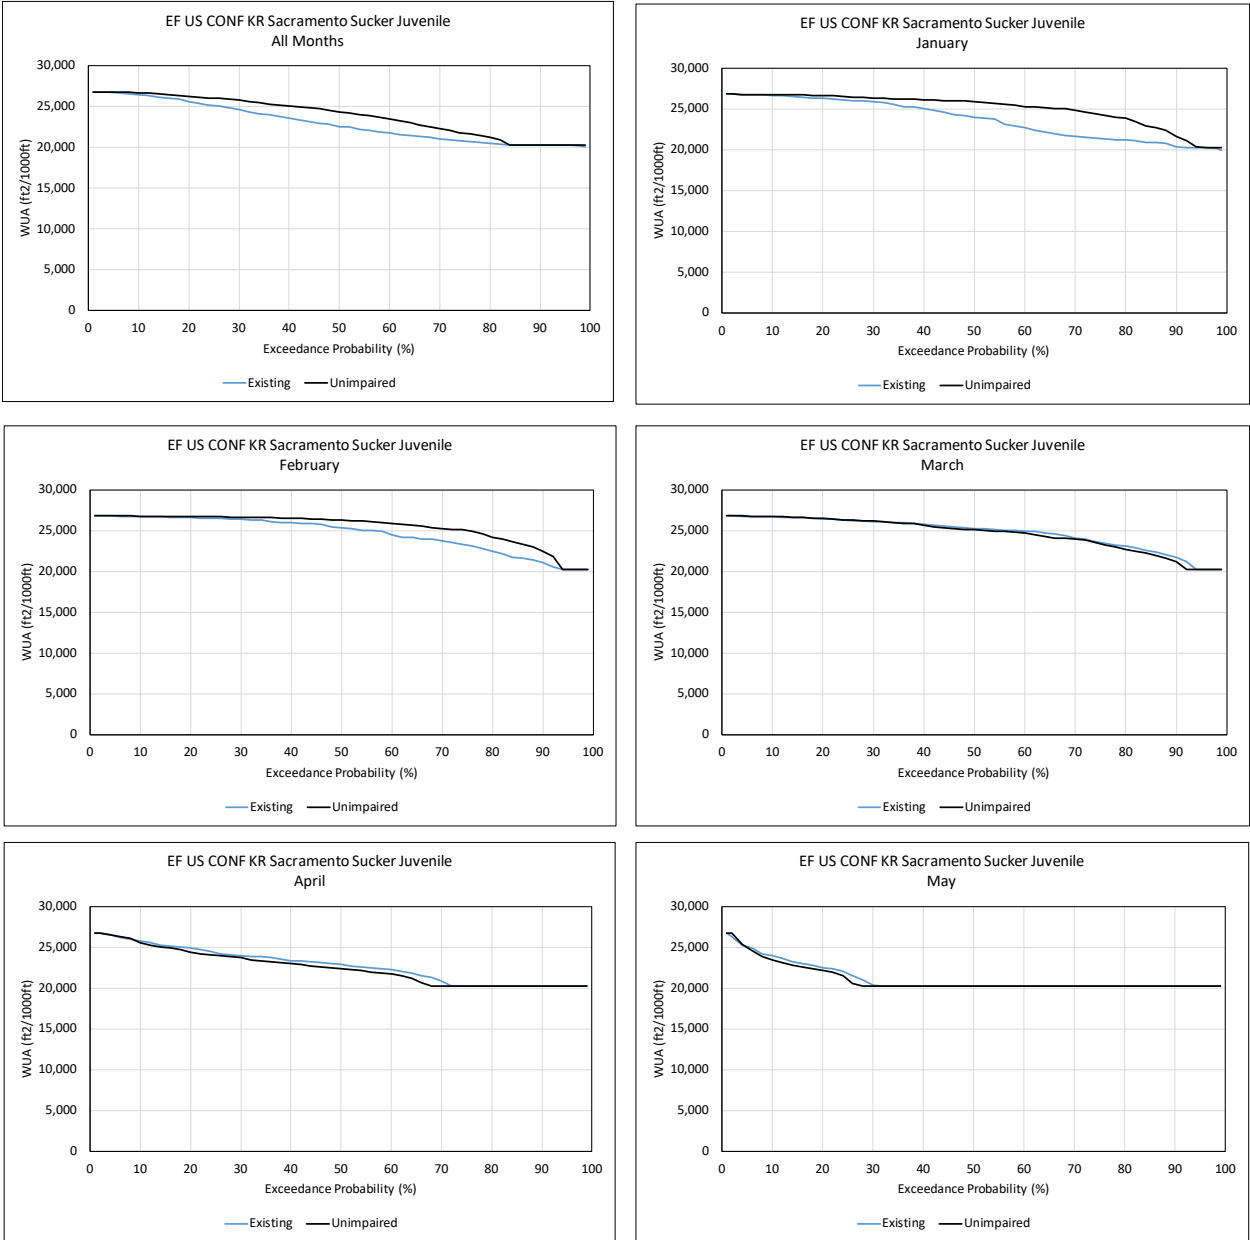 EF US CONF KR Sacramento Sucker Juvenile
All Months
WUA (ft2/1000ft)
30,000
25,000
20,000
15,000
10,000
5,000
0
0 10 20 30 40 50 60 70 80 90 100
Exceedance Probability (%)
Existing Unimpaired
EF US CONF KR Sacramento Sucker Juvenile
January
WUA (ft2/1000ft)
30,000
25,000
20,000
15,000
10,000
5,000
0
0 10 20 30 40 50 60 70 80 90 100
Exceedance Probability (%)
Existing Unimpaired
EF US CONF KR Sacramento Sucker Juvenile
February
WUA (ft2/1000ft)
30,000
25,000
20,000
15,000
10,000
5,000
0
0 10 20 30 40 50 60 70 80 90 100
Exceedance Probability (%)
Existing Unimpaired
EF US CONF KR Sacramento Sucker Juvenile
March
WUA (ft2/1000ft)
30,000
25,000
20,000
15,000
10,000
5,000
0
0 10 20 30 40 50 60 70 80 90 100
Exceedance Probability (%)
Existing Unimpaired
EF US CONF KR Sacramento Sucker Juvenile
April
WUA (ft2/1000ft)
30,000
25,000
20,000
15,000
10,000
5,000
0
0 10 20 30 40 50 60 70 80 90 100
Exceedance Probability (%)
Existing Unimpaired
EF US CONF KR Sacramento Sucker Juvenile
May
WUA (ft2/1000ft)
30,000
25,000
20,000
15,000
10,000
5,000
0
0 10 20 30 40 50 60 70 80 90 100
Exceedance Probability (%)
Existing Unimpaired